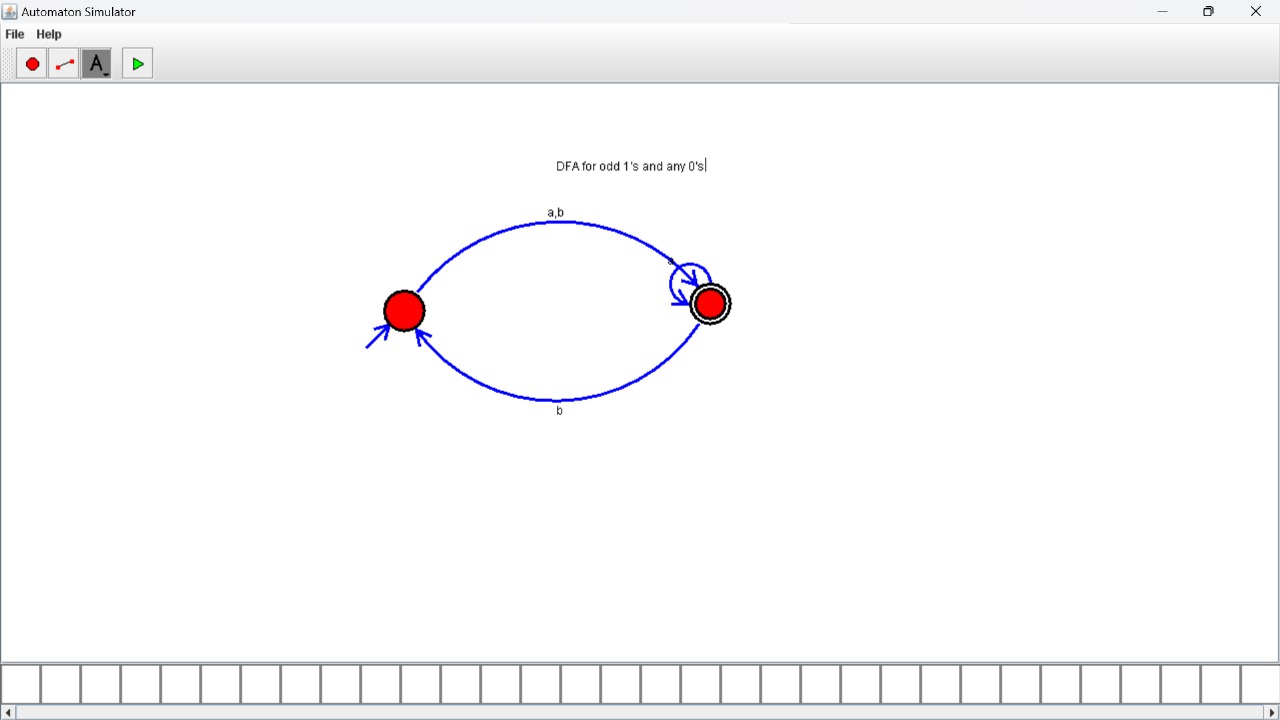 Automaton Simulator
File Help
A
DFA for odd 1's and any 0's
a,b
a
b